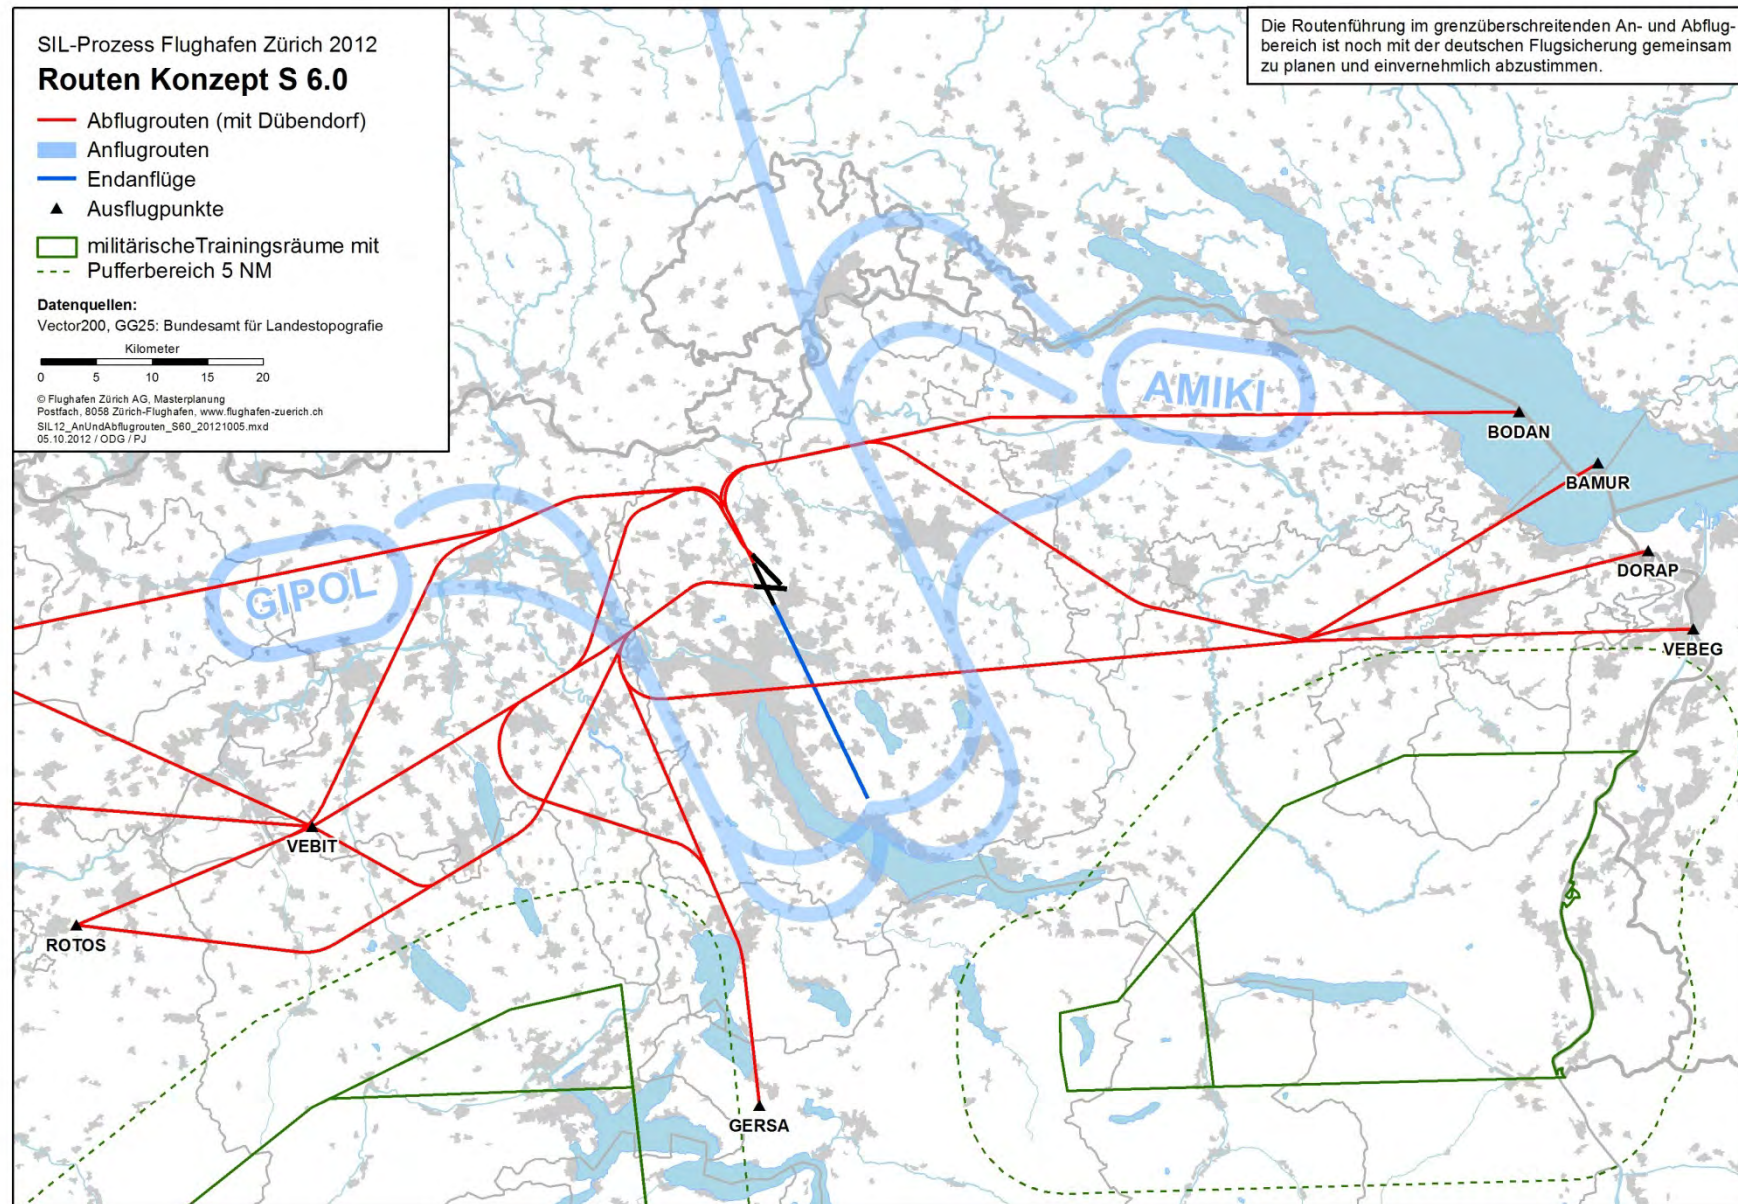 SIL-Prozess Flughafen Zürich 2012
Routen Konzept S 6.0
Abflugrouten (mit Dübendorf)
Anflugrouten
Endanflüge
Ausflugpunkte
militärischeTrainingsräume mit
Pufferbereich 5 NM
Datenquellen:
Vector200, GG25: Bundesamt für Landestopografie
Kilometer
0 5 10 15 20
© Flughafen Zürich AG, Masterplanung
Postfach, 8058 Zürich-Flughafen, www.flughafen-zuerich.ch
SIL12_AnUndAbflugrouten_S60_20121005.mxd
05.10.2012 / ODG / PJ
Die Routenführung im grenzüberschreitenden An- und Abflug-
bereich ist noch mit der deutschen Flugsicherung gemeinsam
zu planen und einvernehmlich abzustimmen.
AMIKI
BODAN
BAMUR
DORAP
GIPOL
VEBEG
VEBIT
ROTOS
GERSA